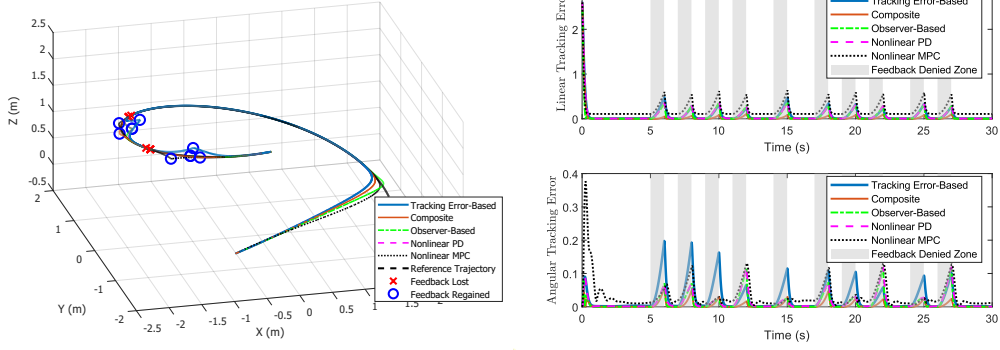 2.5
2
1.5
1
0.5
0
-0.5
Z (m)
2
1
0
-1
-2
Y (m)
-2.5
-2
-1.5
-1
-0.5
0
0.5
1
1.5
X (m)
Tracking Error-Based
Composite
Observer-Based
Nonlinear PD
Nonlinear MPC
Reference Trajectory
Feedback Lost
Feedback Regained
Linear Tracking Error
2
1
0
0 5 10 15 20 25 30
Time (s)
Tracking Error-Based
Composite
Observer-Based
Nonlinear PD
Nonlinear MPC
Feedback Denied Zone
Angular Tracking Error
0.4
0.3
0.2
0.1
0
0 5 10 15 20 25 30
Time (s)
Tracking Error-Based
Composite
Observer-Based
Nonlinear PD
Nonlinear MPC
Feedback Denied Zone